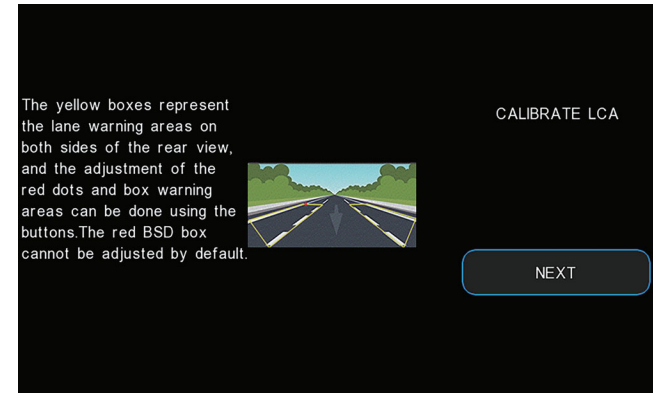 The yellow boxes represent
the lane warning areas on
both sides of the rear view,
and the adjustment of the
red dots and box warning
areas can be done using the
buttons.The red BSD box
cannot be adjusted by default.
CALIBRATE LCA
NEXT